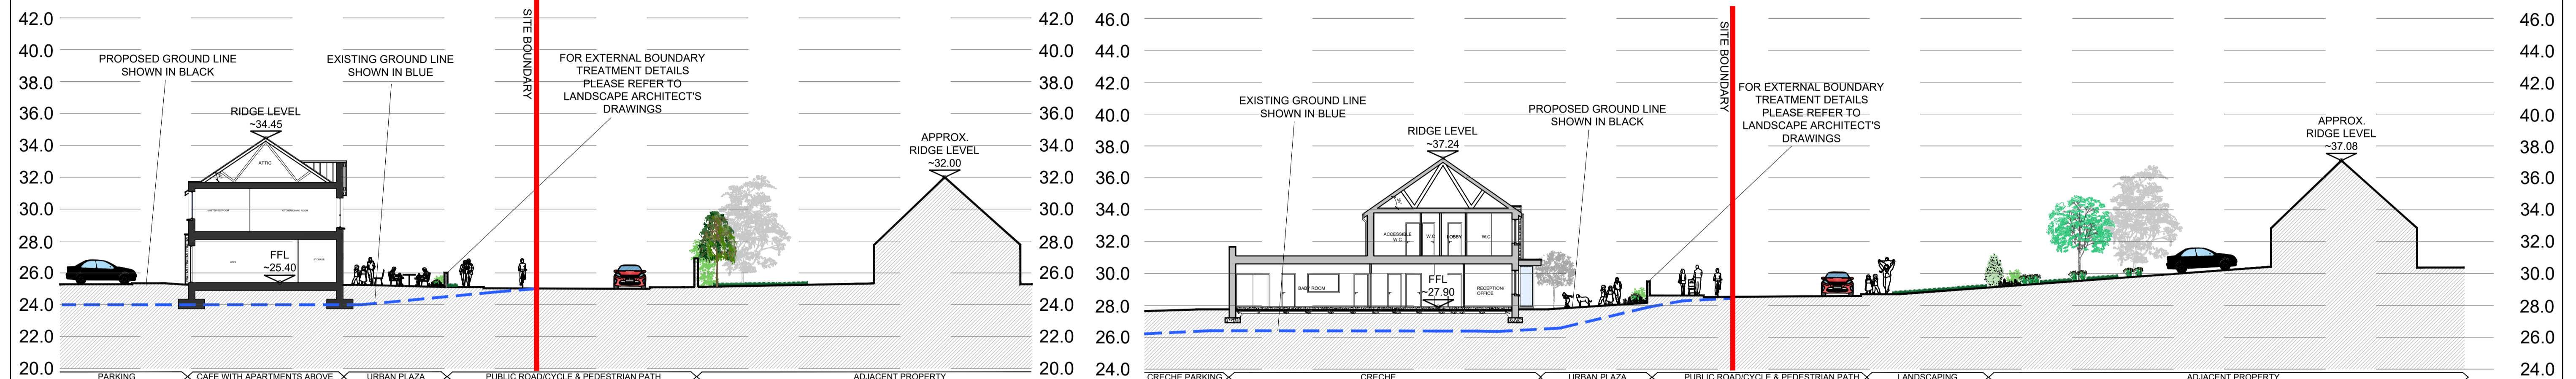 42.0
40.0
38.0
36.0
34.0
32.0
30.0
28.0
26.0
24.0
22.0
20.0
PROPOSED GROUND LINE
SHOWN IN BLACK
EXISTING GROUND LINE
SHOWN IN BLUE
SITE BOUNDARY
FOR EXTERNAL BOUNDARY
TREATMENT DETAILS
PLEASE REFER TO
LANDSCAPE ARCHITECT'S
DRAWINGS
RIDGE LEVEL
~34.45
ATTIC
FFL
~25.40
APPROX.
RIDGE LEVEL
~32.00
PARKING
CAFE WITH APARTMENTS ABOVE
URBAN PLAZA
PUBLIC ROAD/CYCLE & PEDESTRIAN PATH
ADJACENT PROPERTY
42.0
40.0
38.0
36.0
34.0
32.0
30.0
28.0
26.0
24.0
22.0
20.0
46.0
44.0
42.0
40.0
38.0
36.0
34.0
32.0
30.0
28.0
26.0
24.0
EXISTING GROUND LINE
SHOWN IN BLUE
RIDGE LEVEL
~37.24
PROPOSED GROUND LINE
SHOWN IN BLACK
SITE BOUNDARY
FOR EXTERNAL BOUNDARY
TREATMENT DETAILS
PLEASE REFER TO
LANDSCAPE ARCHITECT'S
DRAWINGS
ACCESSIBLE
W.C
W.C
LOBBY
W.C
BABY ROOM
FFL
~27.90
RECEPTION/
OFFICE
APPROX.
RIDGE LEVEL
~37.08
CRECHE PARKING
CRECHE
URBAN PLAZA
PUBLIC ROAD/CYCLE & PEDESTRIAN PATH
LANDSCAPING
ADJACENT PROPERTY
46.0
44.0
42.0
40.0
38.0
36.0
34.0
32.0
30.0
28.0
26.0
24.0